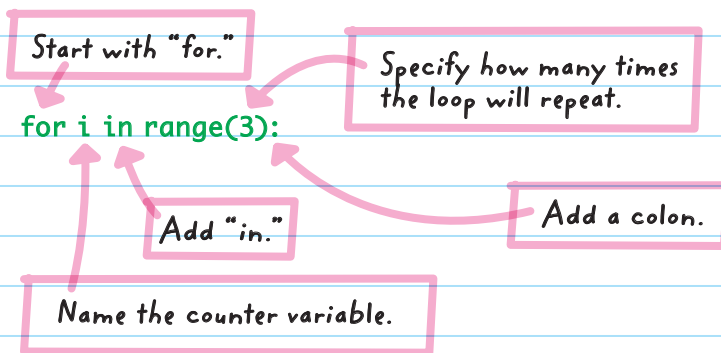 Start with “for.”
Specify how many times
the loop will repeat.
for i in range(3):
Add “in.”
Add a colon.
Name the counter variable.